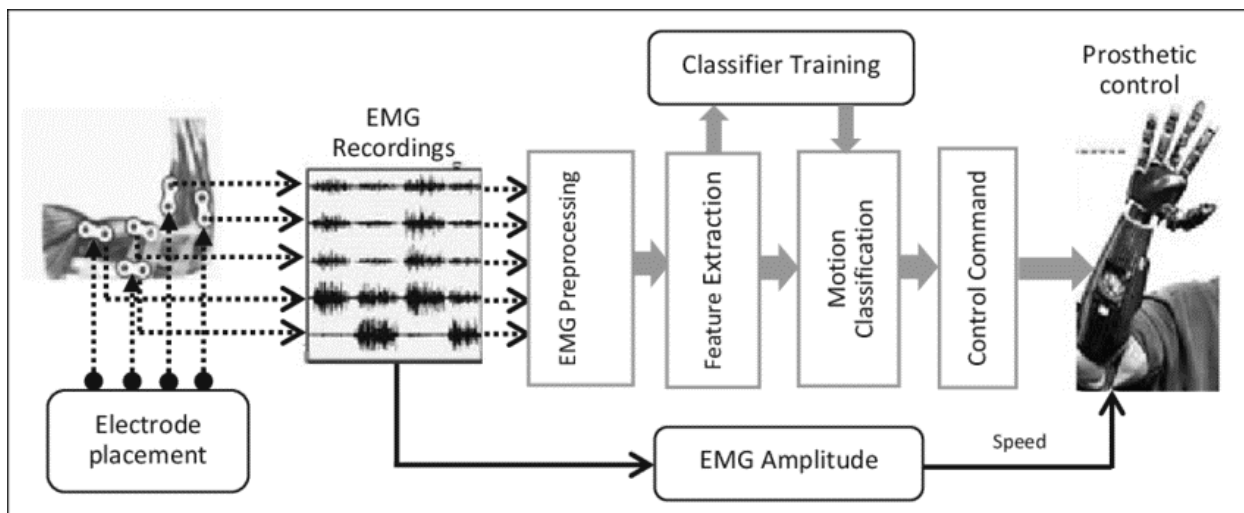 Classifier Training
Prosthetic
control
EMG
Recordings
EMG Preprocessing
Feature Extraction
Motion
Classification
Control Command
Electrode
placement
EMG Amplitude
Speed